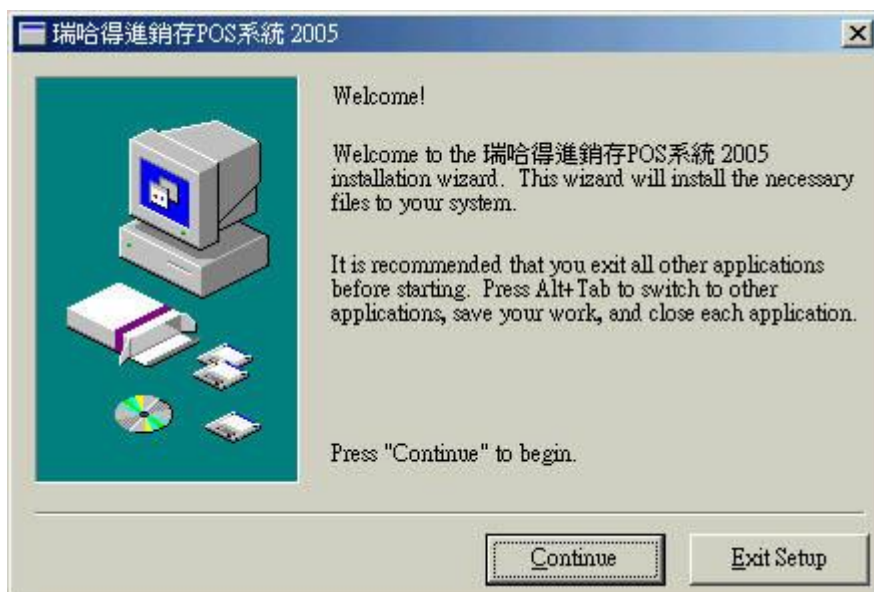 瑞哈得進銷存POS系統 2005
Welcome!
Welcome to the 瑞哈得進銷存POS系統 2005
installation wizard. This wizard will install the necessary
files to your system.
It is recommended that you exit all other applications
before starting. Press Alt+Tab to switch to other
applications, save your work, and close each application.
Press "Continue" to begin.
Continue
Exit Setup